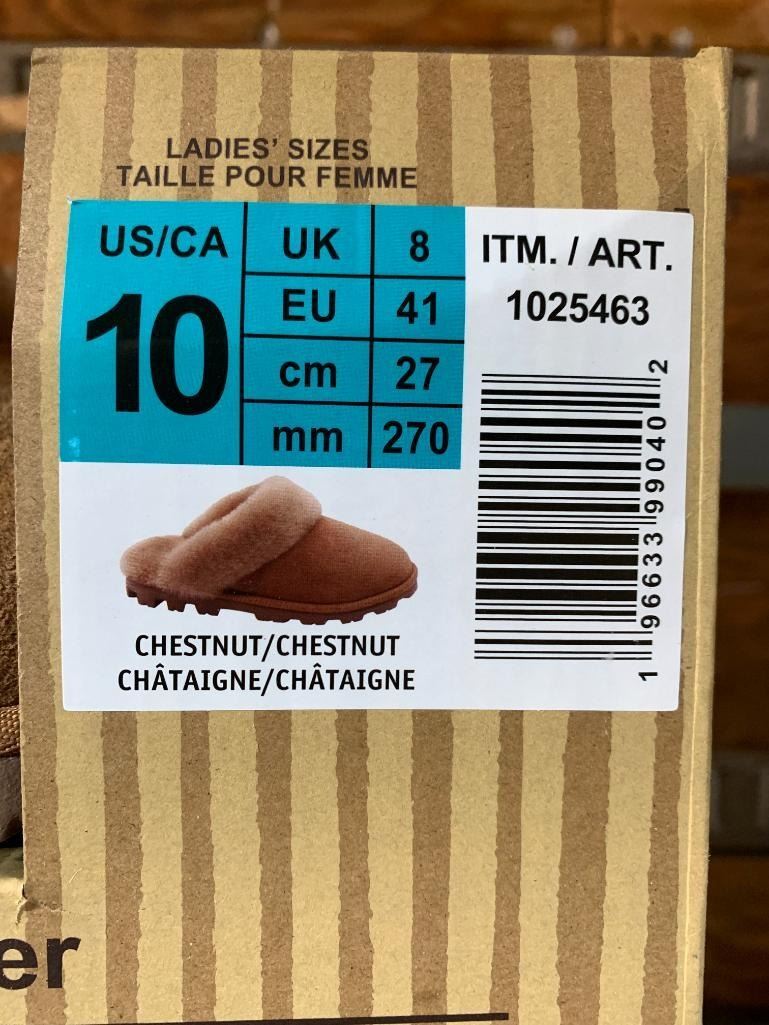 LADIES' SIZES
TAILLE POUR FEMME
US/CA
10
UK 8
EU 41
cm 27
mm 270
ITM. / ART.
1025463
1 96633 99040 2
CHESTNUT/CHESTNUT
CHÂTAIGNE/CHÂTAIGNE
er